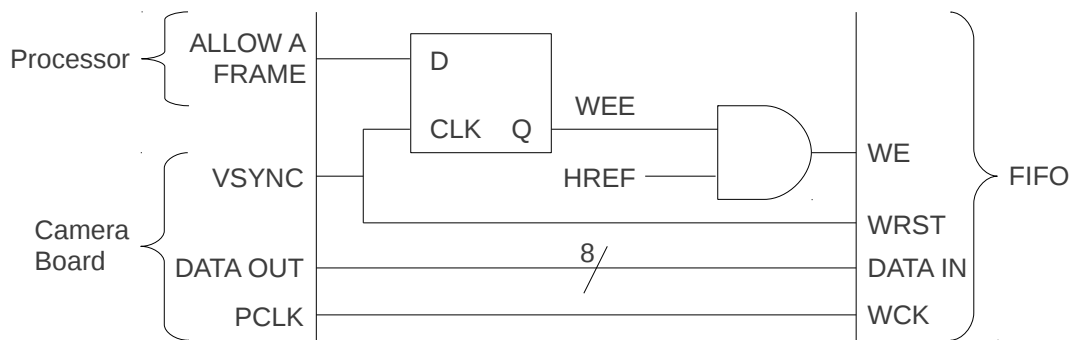 Processor
ALLOW A
FRAME
D
CLK Q
WEE
HREF
WE
VSYNC
FIFO
Camera
Board
WRST
8
DATA OUT
DATA IN
PCLK
WCK